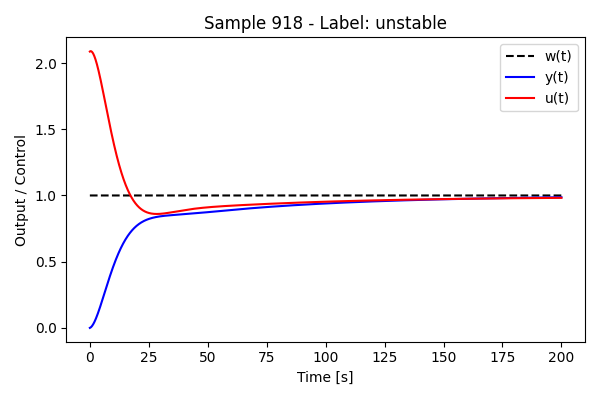 Sample 918 - Label: unstable
w(t)
y(t)
u(t)
Output / Control
2.0
1.5
1.0
0.5
0.0
0 25 50 75 100 125 150 175 200
Time [s]